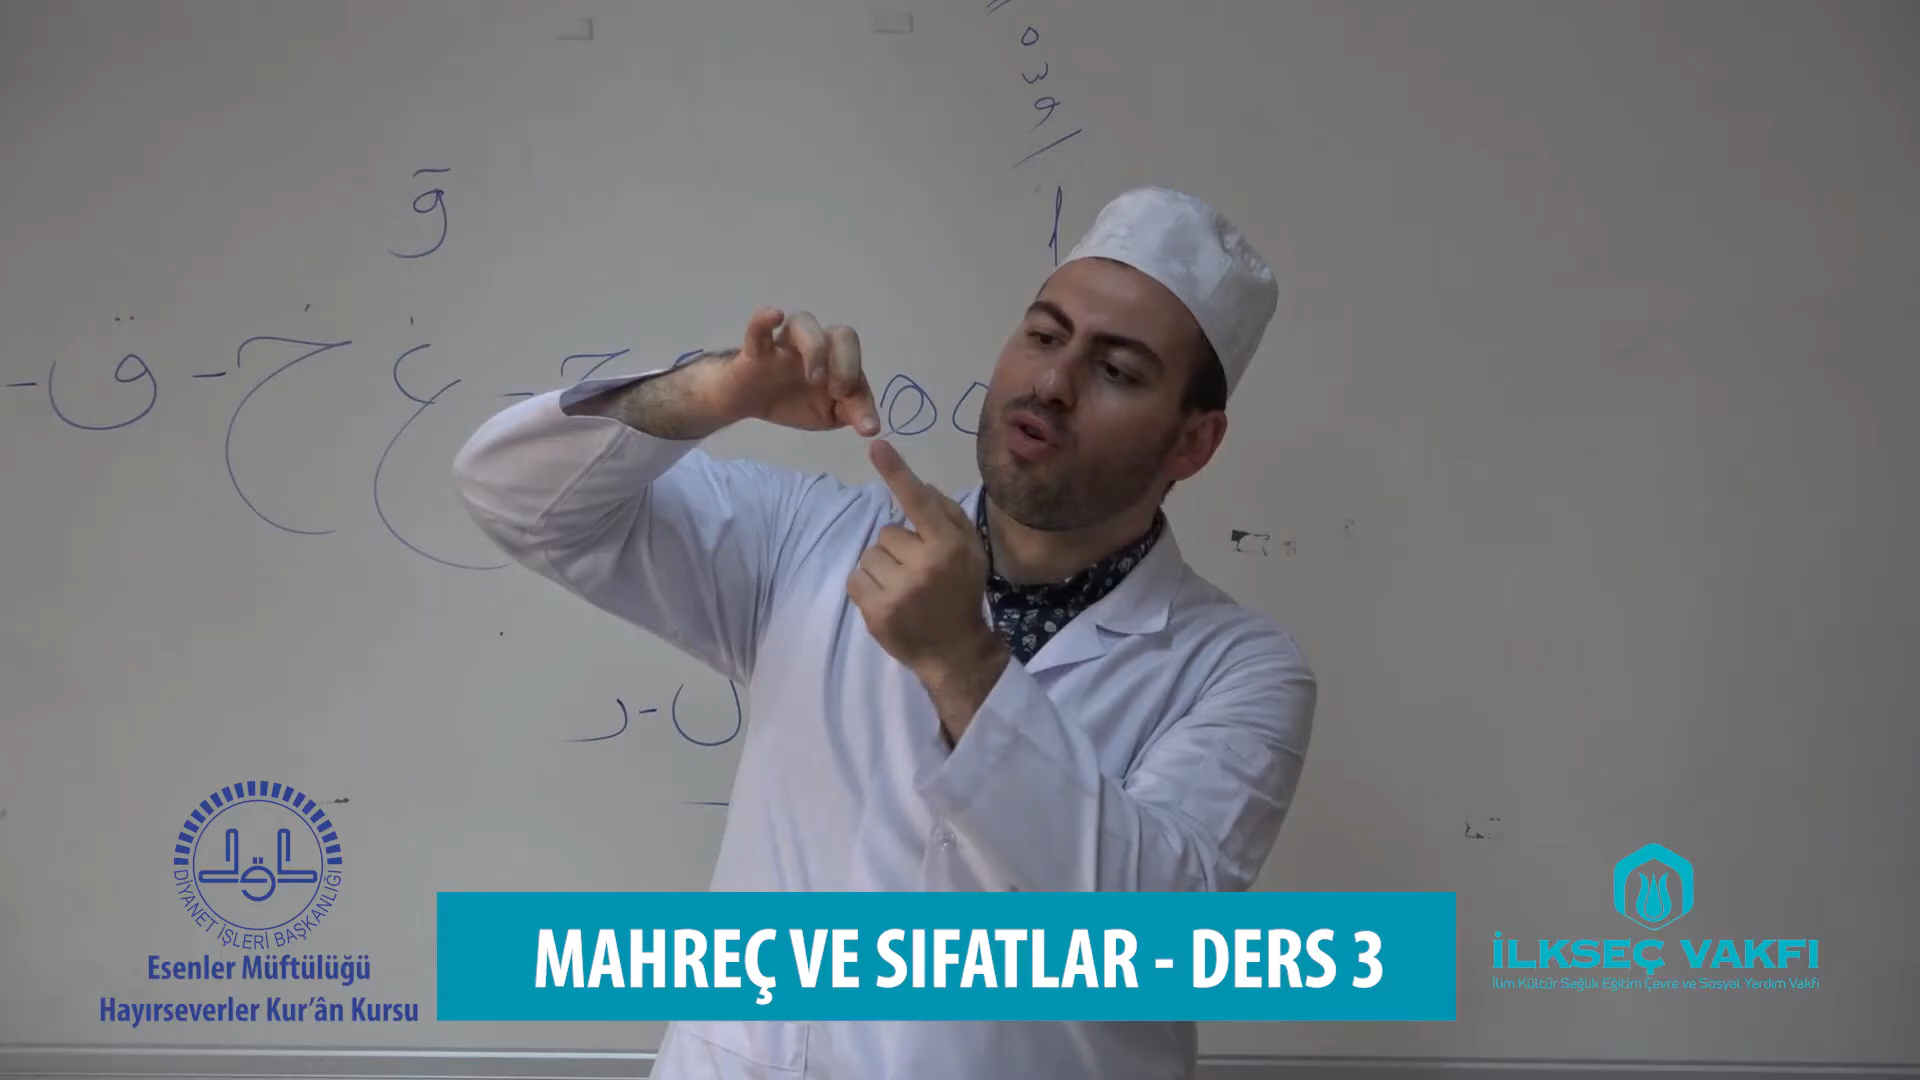 و
ق - خ - غ - ح
ه
ا
ل - ر
DİYANET İŞLERİ BAŞKANLIĞI
Esenler Müftülüğü
Hayırseverler Kur’ân Kursu
MAHREÇ VE SIFATLAR - DERS 3
İLKSEÇ VAKFI
İlim Kültür Sağlık Eğitim Çevre ve Sosyal Yardım Vakfı